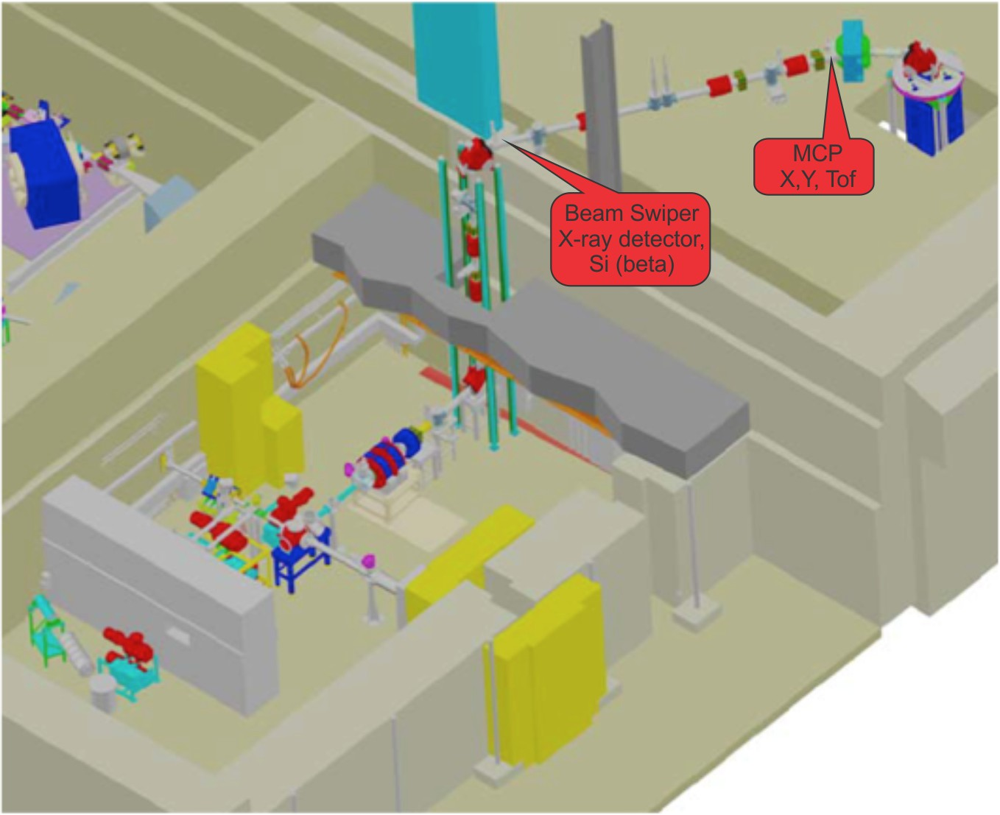 MCP
X,Y, Tof
Beam Swiper
X-ray detector,
Si (beta)